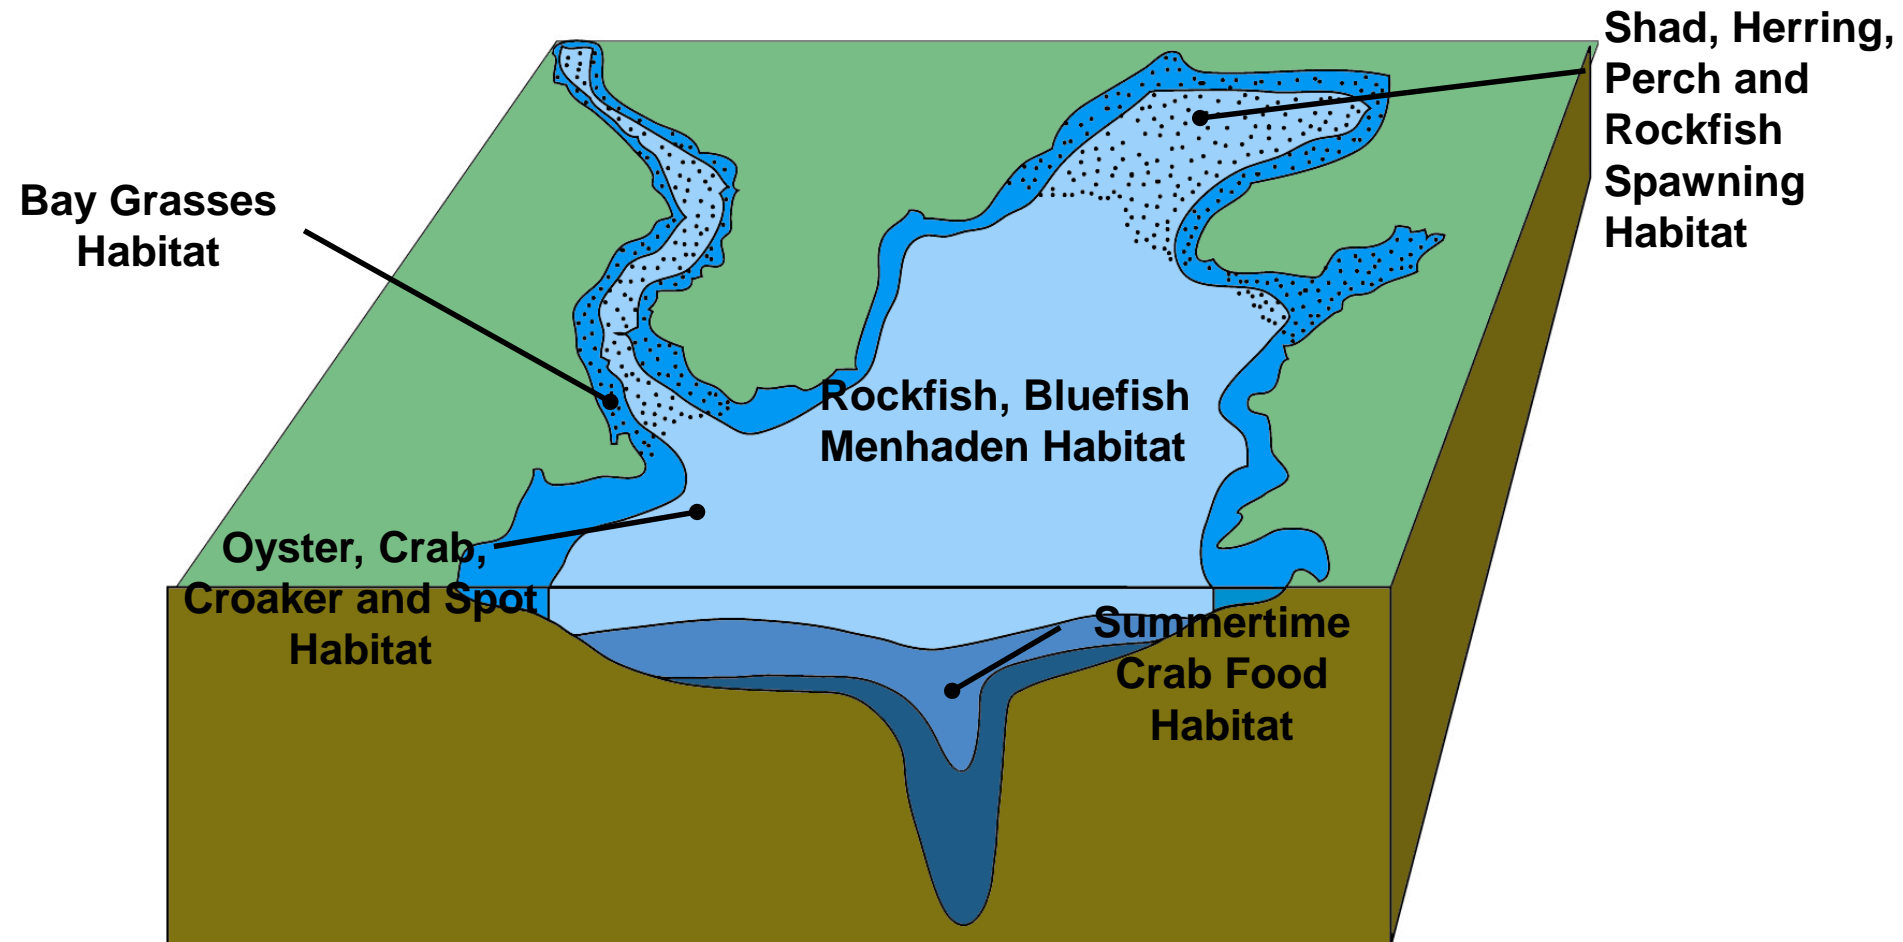 Shad, Herring,
Perch and
Rockfish
Spawning
Habitat
Bay Grasses
Habitat
Rockfish, Bluefish
Menhaden Habitat
Oyster, Crab,
Croaker and Spot
Habitat
Summertime
Crab Food
Habitat